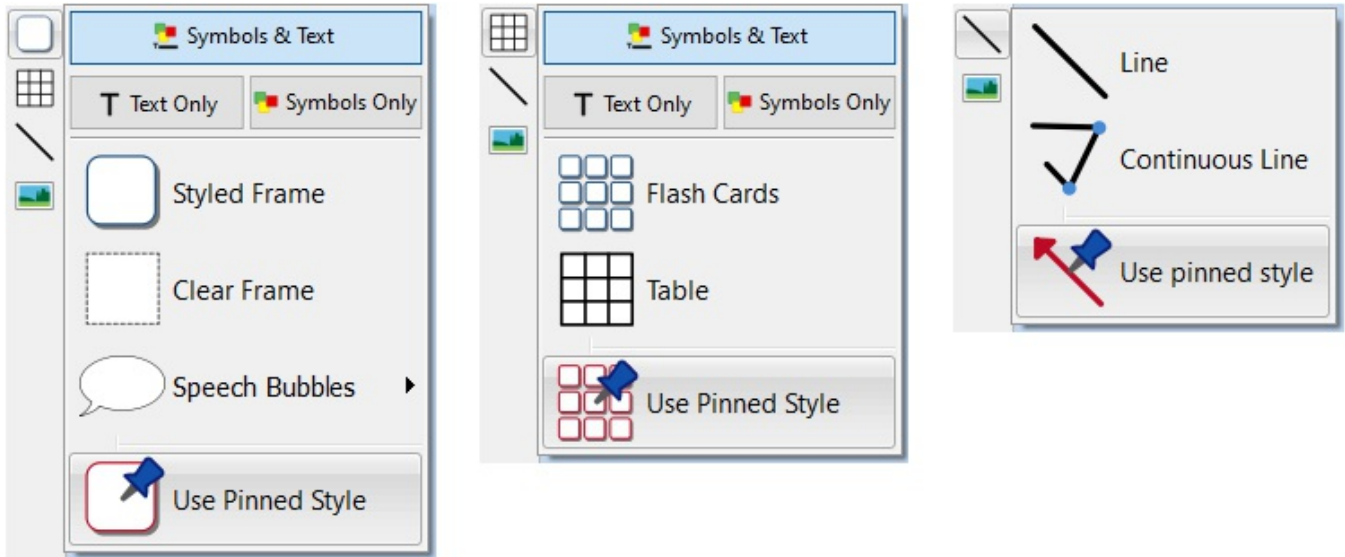 Symbols & Text
Text Only
Symbols Only
Styled Frame
Clear Frame
Speech Bubbles
Use Pinned Style
Symbols & Text
Text Only
Symbols Only
Flash Cards
Table
Use Pinned Style
Line
Continuous Line
Use pinned style